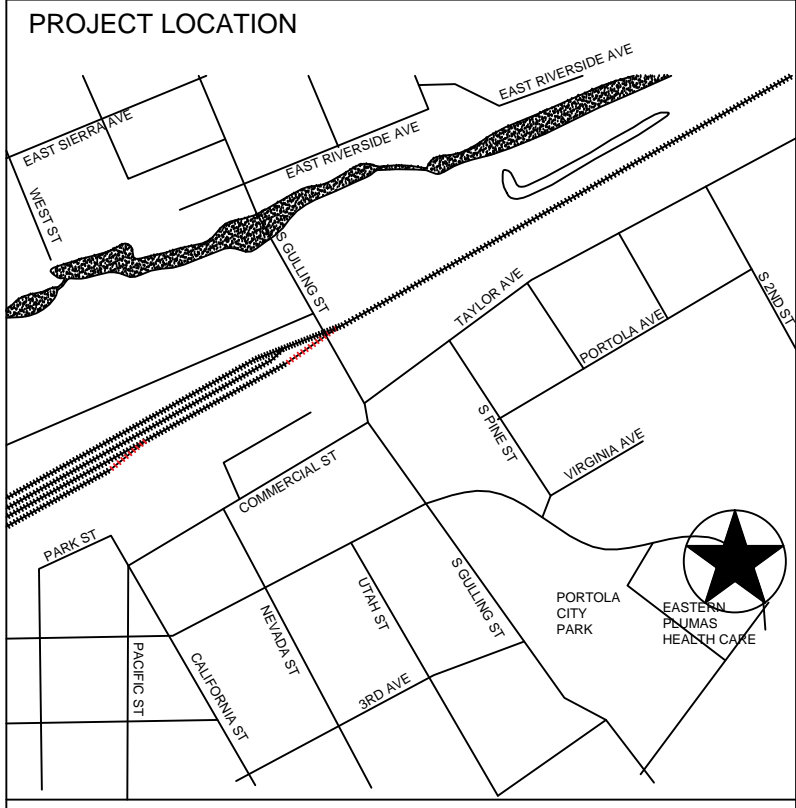 PROJECT LOCATION
EAST RIVERSIDE AVE
EAST SIERRA AVE
EAST RIVERSIDE AVE
WEST ST
S GULLING ST
TAYLOR AVE
S 2ND ST
PORTOLA AVE
S PINE ST
VIRGINIA AVE
COMMERCIAL ST
PARK ST
S GULLING ST
UTAH ST
PORTOLA
CITY
PARK
EASTERN
PLUMAS
HEALTH CARE
NEVADA ST
PACIFIC ST
CALIFORNIA ST
3RD AVE